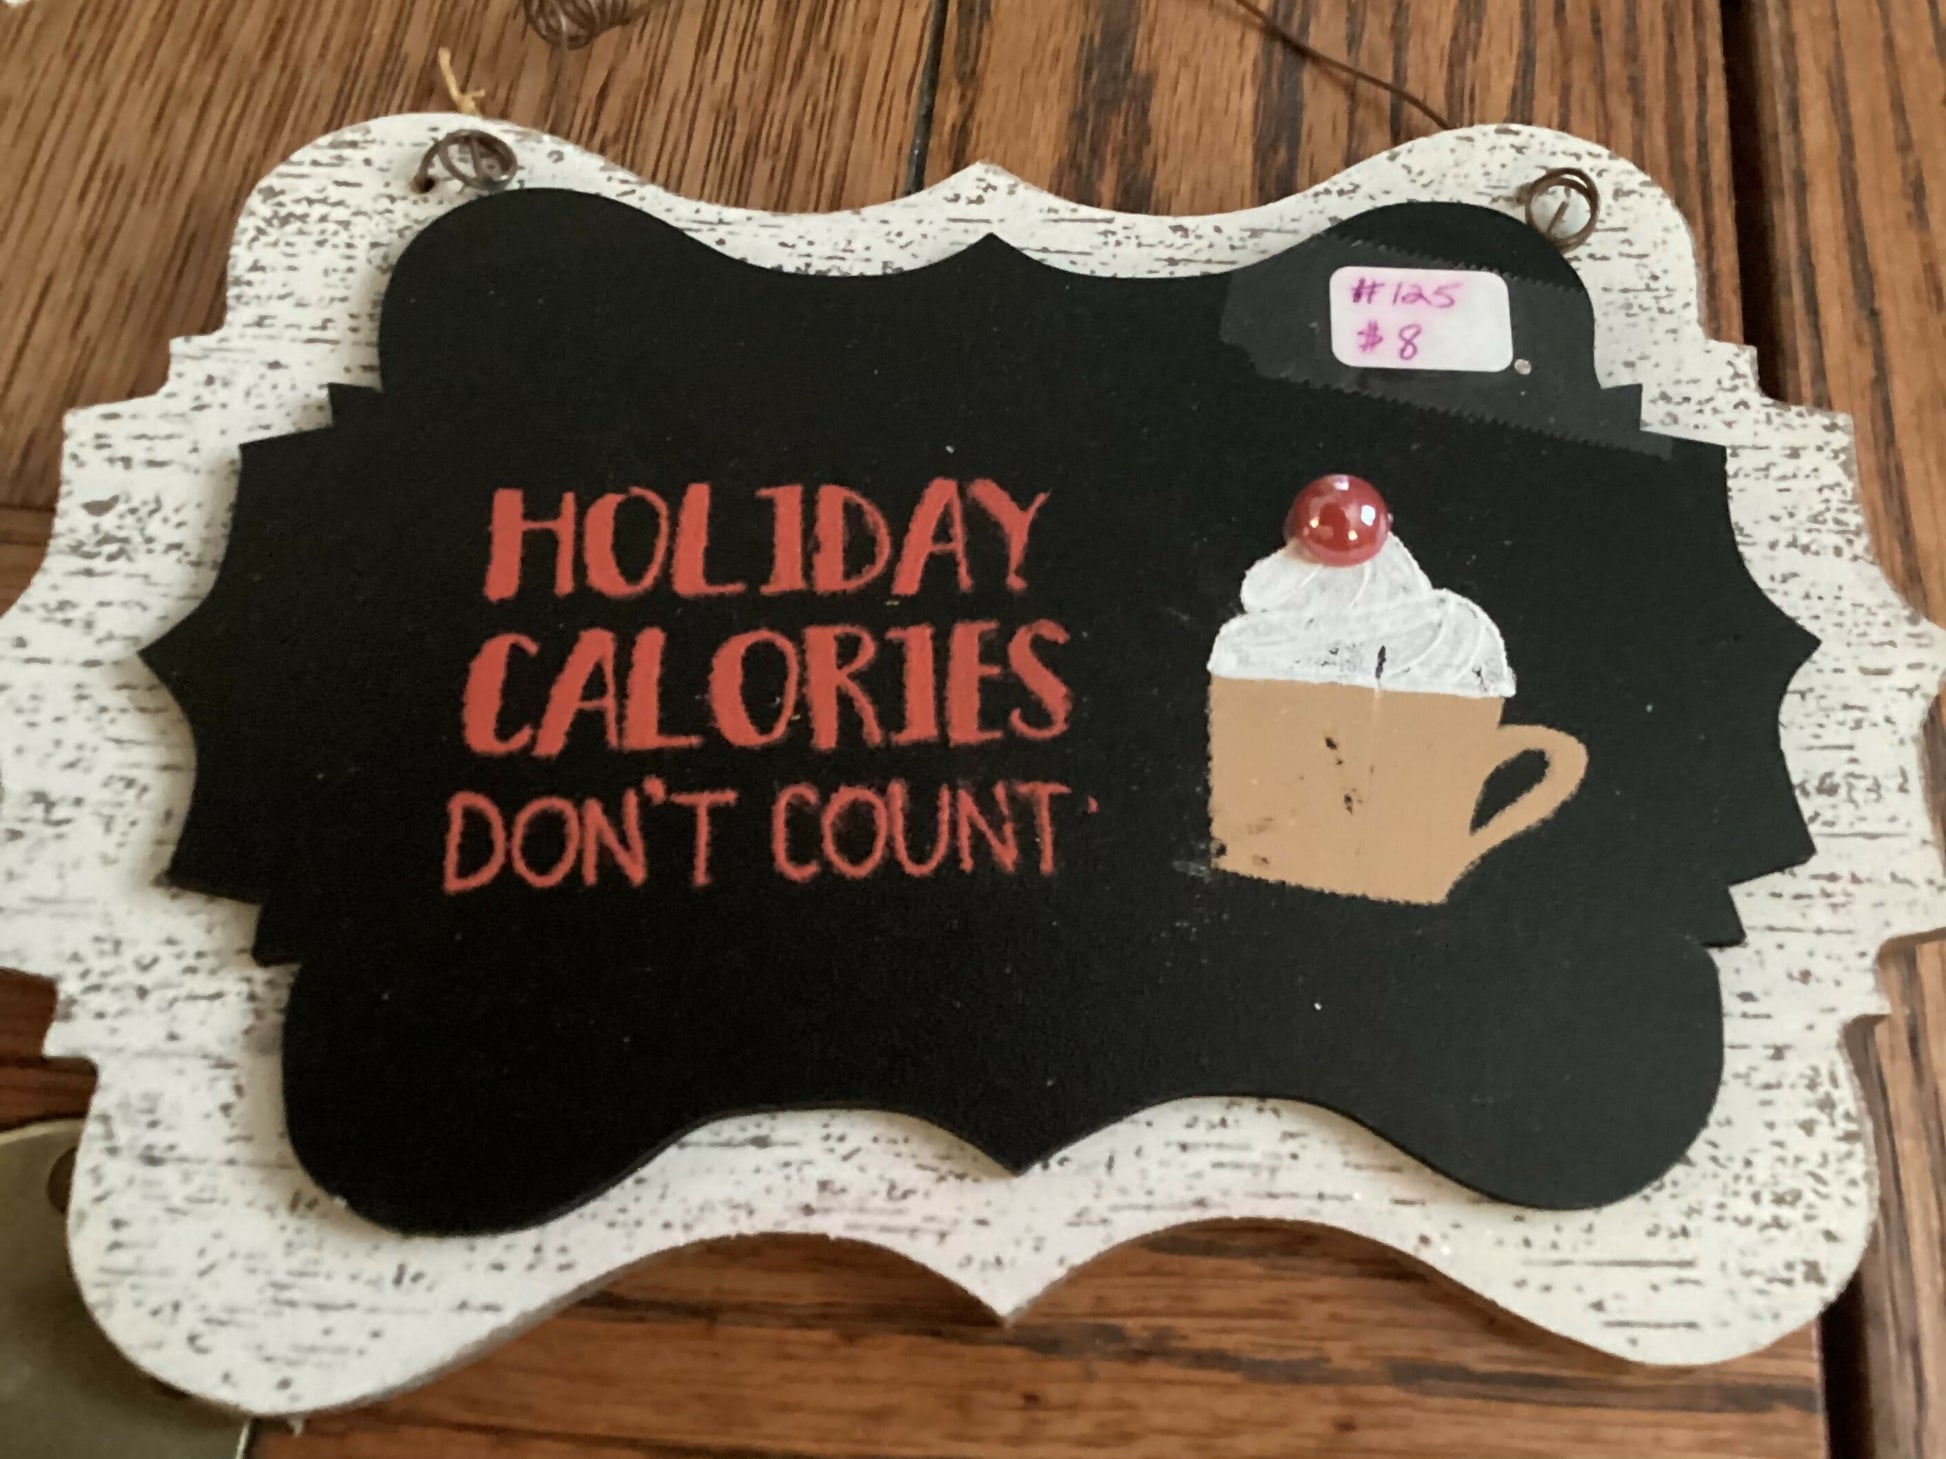 #125
$8
HOLIDAY
CALORIES
DON'T COUNT